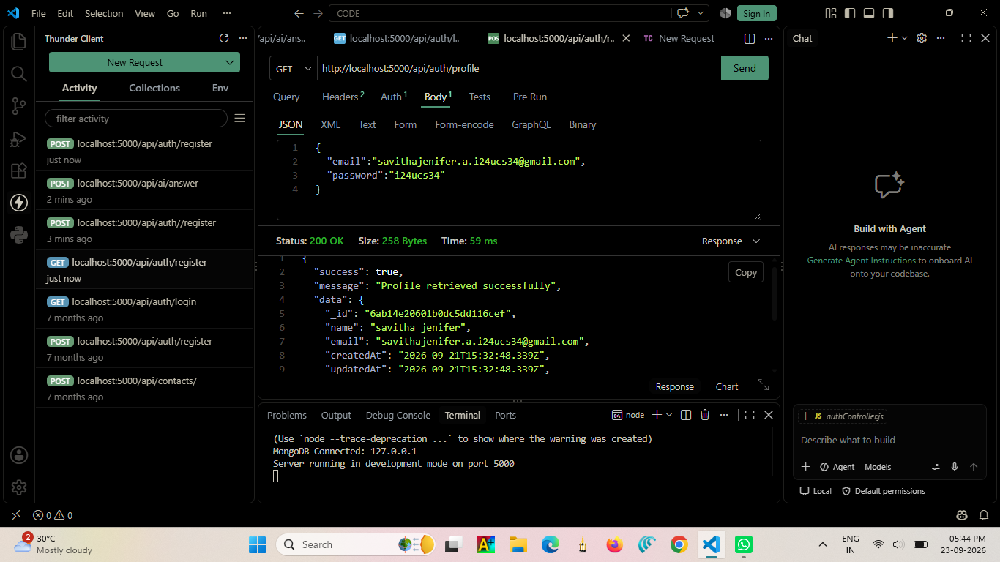 File Edit Selection View Go Run ··· CODE Sign In
Thunder Client
New Request
Activity Collections Env
filter activity
POST localhost:5000/api/auth/register
just now
POST localhost:5000/api/ai/answer
2 mins ago
POST localhost:5000/api/auth//register
3 mins ago
GET localhost:5000/api/auth/register
just now
GET localhost:5000/api/auth/login
7 months ago
POST localhost:5000/api/auth/register
7 months ago
POST localhost:5000/api/contacts/
7 months ago
/api/ai/ans.. GET localhost:5000/api/auth/l.. POS localhost:5000/api/auth/r.. TC New Request
GET http://localhost:5000/api/auth/profile Send
Query Headers 2 Auth 1 Body 1 Tests Pre Run
JSON XML Text Form Form-encode GraphQL Binary
1 {
2 "email":"savithajenifer.a.i24ucs34@gmail.com",
3 "password":"i24ucs34"
4 }
Status: 200 OK Size: 258 Bytes Time: 59 ms Response
1 {
2 "success": true,
3 "message": "Profile retrieved successfully",
4 "data": {
5 "_id": "6ab14e20601b0dc5dd116cef",
6 "name": "savitha jenifer",
7 "email": "savithajenifer.a.i24ucs34@gmail.com",
8 "createdAt": "2026-09-21T15:32:48.339Z",
9 "updatedAt": "2026-09-21T15:32:48.339Z",
Copy
Response Chart
Problems Output Debug Console Terminal Ports node
(Use `node --trace-deprecation ...` to show where the warning was created)
MongoDB Connected: 127.0.0.1
Server running in development mode on port 5000
Chat
Build with Agent
AI responses may be inaccurate
Generate Agent Instructions to onboard AI
onto your codebase.
JS authController.js
Describe what to build
Agent Models
Local Default permissions
0 0
2 30°C
Mostly cloudy
Search
ENG
IN
05:44 PM
23-09-2026